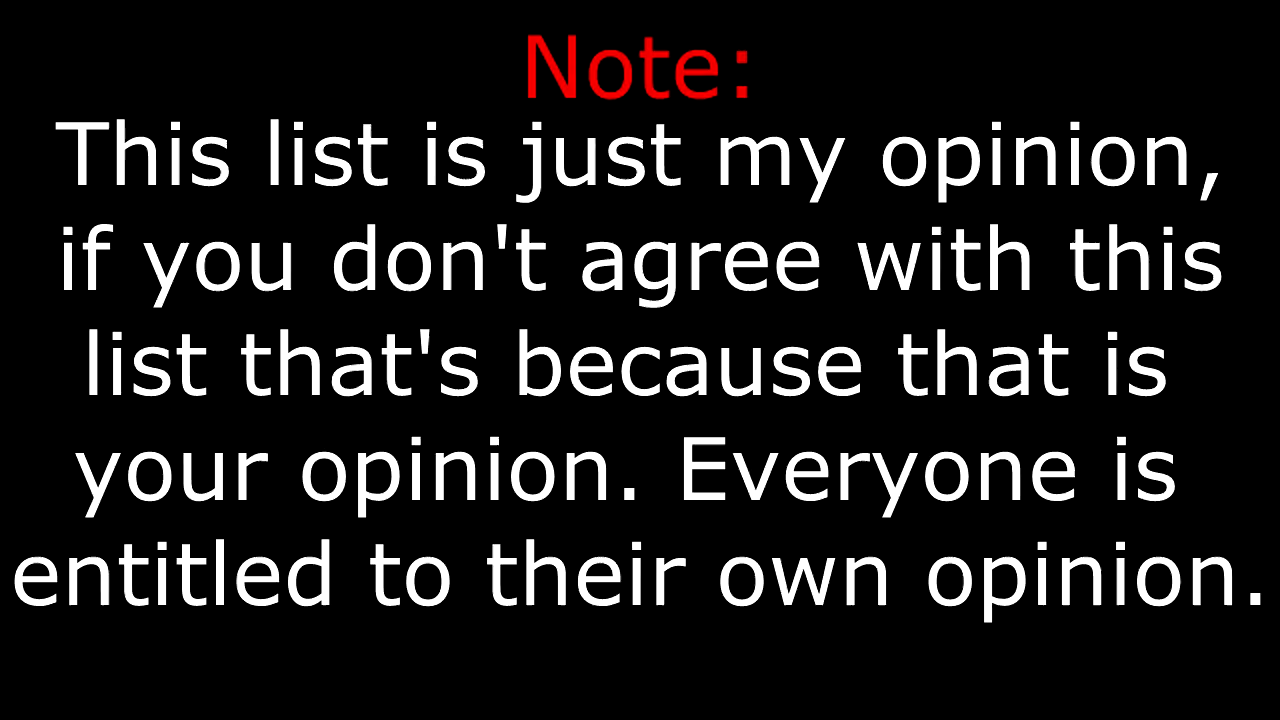 Note:
This list is just my opinion,
if you don't agree with this
list that's because that is
your opinion. Everyone is
entitled to their own opinion.